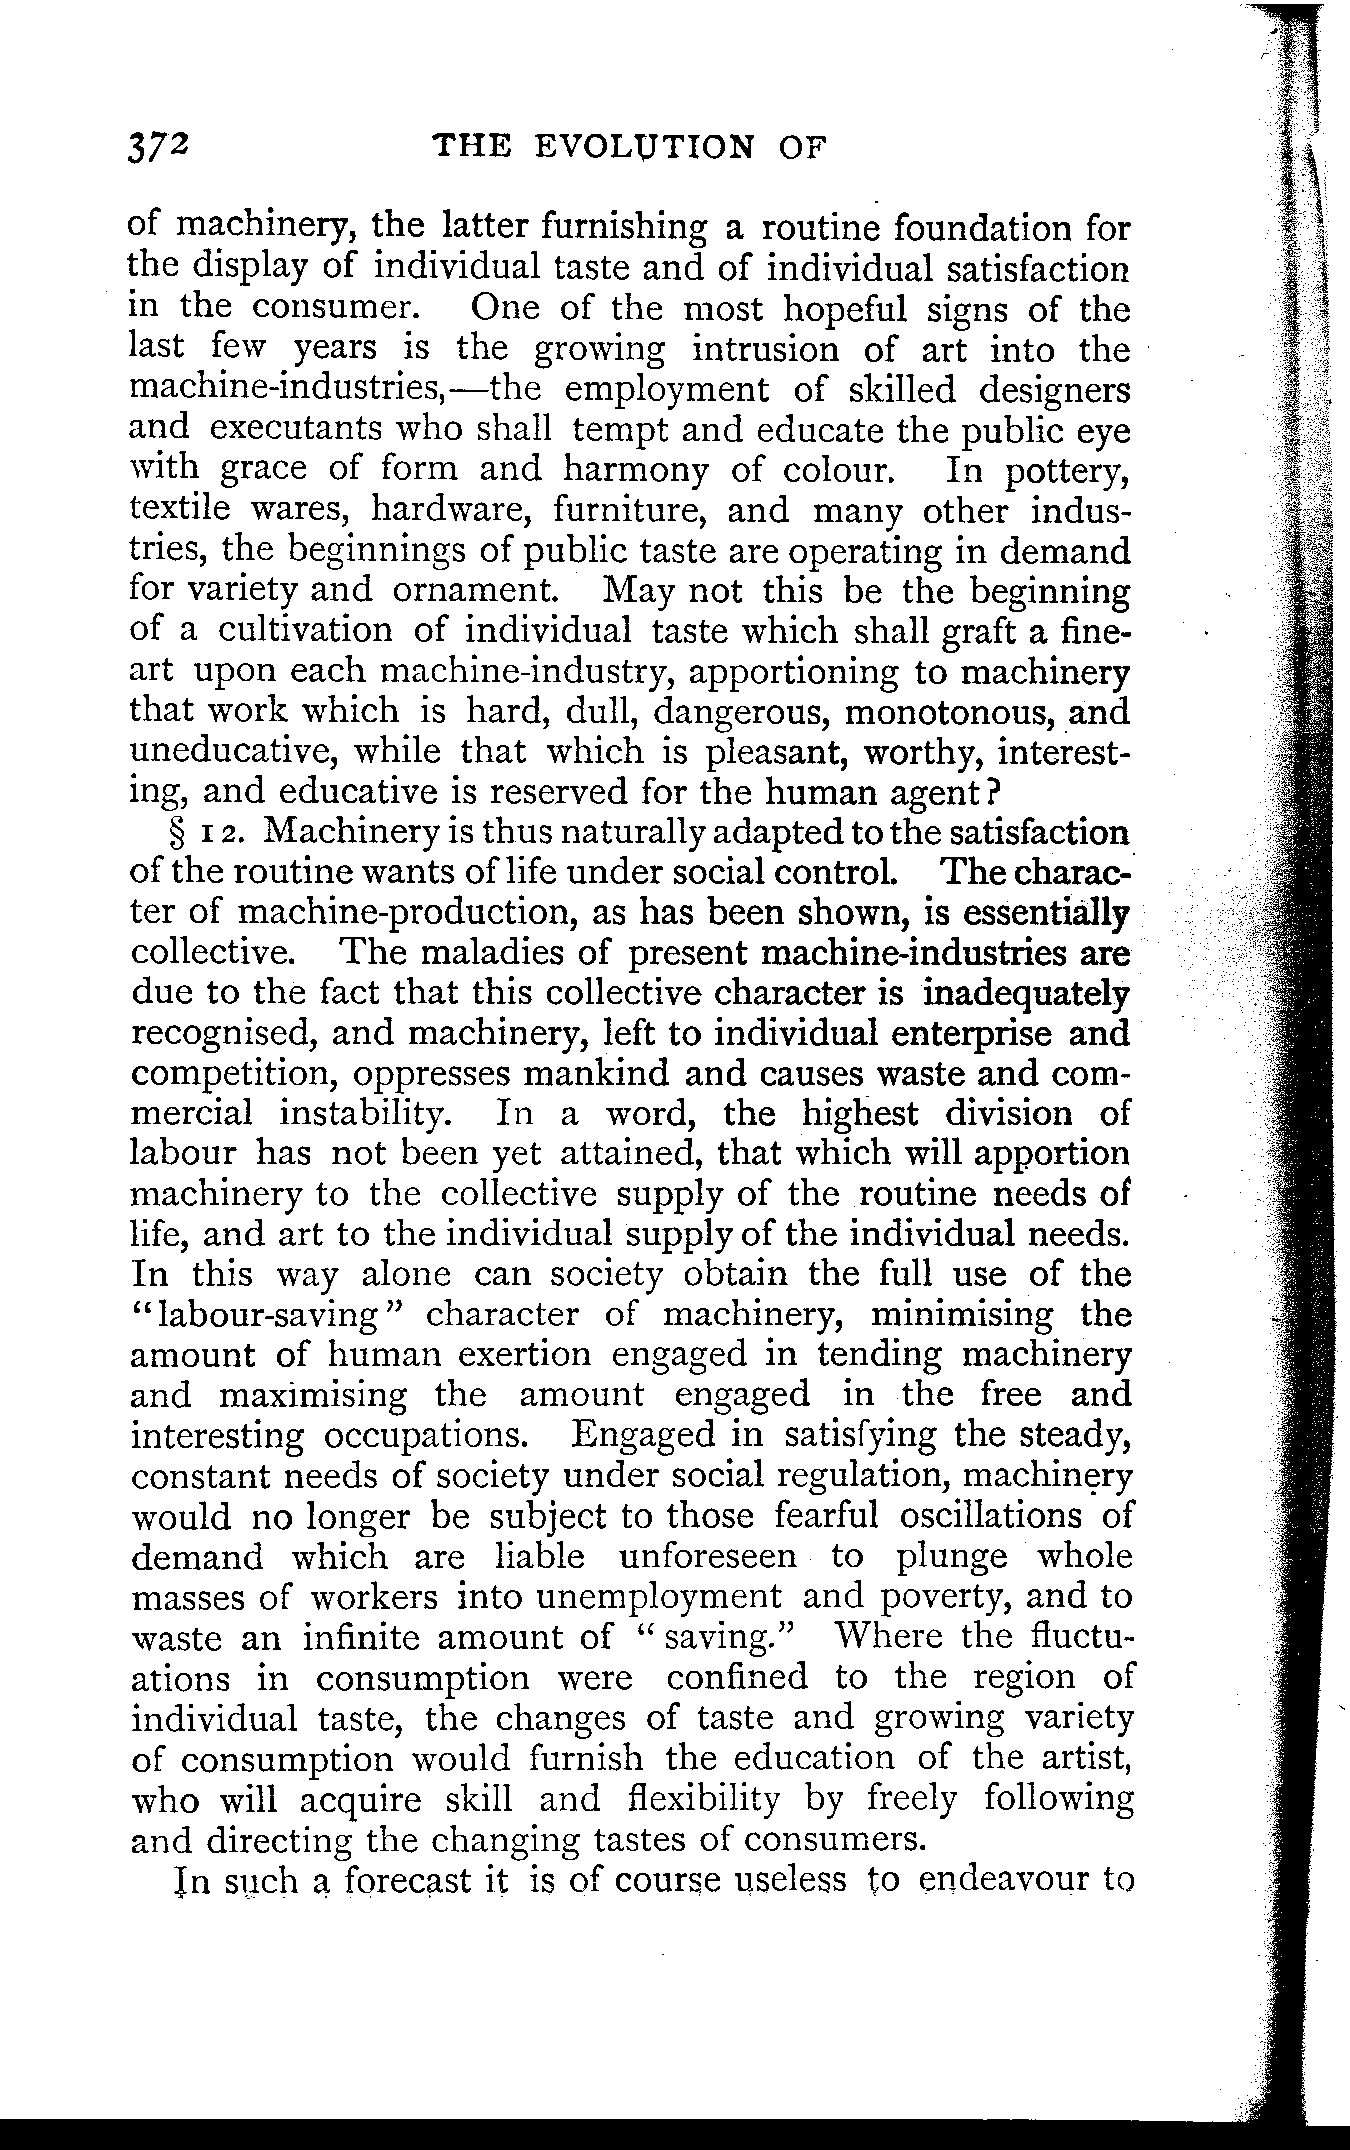 372 THE EVOLUTION OF
of machinery, the latter furnishing a routine foundation for
the display of individual taste and of individual satisfaction
in the consumer. One of the most hopeful signs of the
last few years is the growing intrusion of art into the
machine-industries,—the employment of skilled designers
and executants who shall tempt and educate the public eye
with grace of form and harmony of colour. In pottery,
textile wares, hardware, furniture, and many other indus-
tries, the beginnings of public taste are operating in demand
for variety and ornament. May not this be the beginning
of a cultivation of individual taste which shall graft a fine-
art upon each machine-industry, apportioning to machinery
that work which is hard, dull, dangerous, monotonous, and
uneducative, while that which is pleasant, worthy, interest-
ing, and educative is reserved for the human agent?
§ 12. Machinery is thus naturally adapted to the satisfaction
of the routine wants of life under social control. The charac-
ter of machine-production, as has been shown, is essentially
collective. The maladies of present machine-industries are
due to the fact that this collective character is inadequately
recognised, and machinery, left to individual enterprise and
competition, oppresses mankind and causes waste and com-
mercial instability. In a word, the highest division of
labour has not been yet attained, that which will apportion
machinery to the collective supply of the routine needs of
life, and art to the individual supply of the individual needs.
In this way alone can society obtain the full use of the
“labour-saving” character of machinery, minimising the
amount of human exertion engaged in tending machinery
and maximising the amount engaged in the free and
interesting occupations. Engaged in satisfying the steady,
constant needs of society under social regulation, machinery
would no longer be subject to those fearful oscillations of
demand which are liable unforeseen to plunge whole
masses of workers into unemployment and poverty, and to
waste an infinite amount of “saving.” Where the fluctu-
ations in consumption were confined to the region of
individual taste, the changes of taste and growing variety
of consumption would furnish the education of the artist,
who will acquire skill and flexibility by freely following
and directing the changing tastes of consumers.
In such a forecast it is of course useless to endeavour to